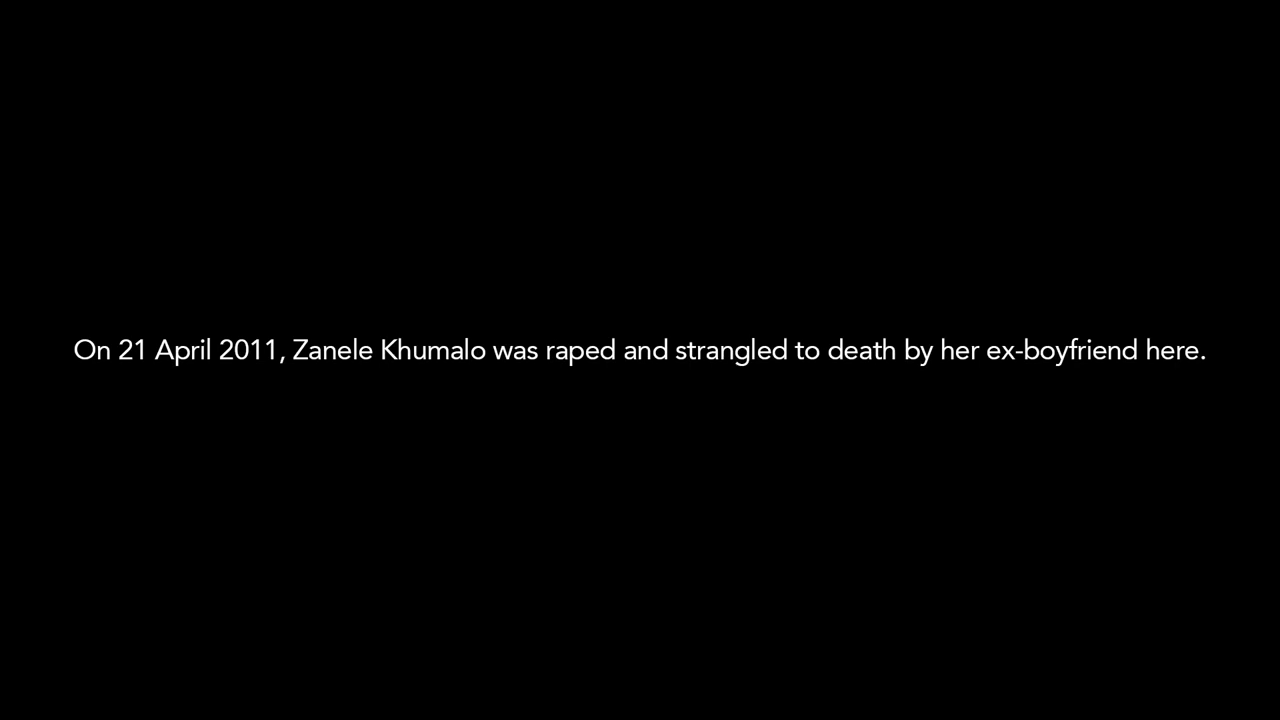 On 21 April 2011, Zanele Khumalo was raped and strangled to death by her ex-boyfriend here.